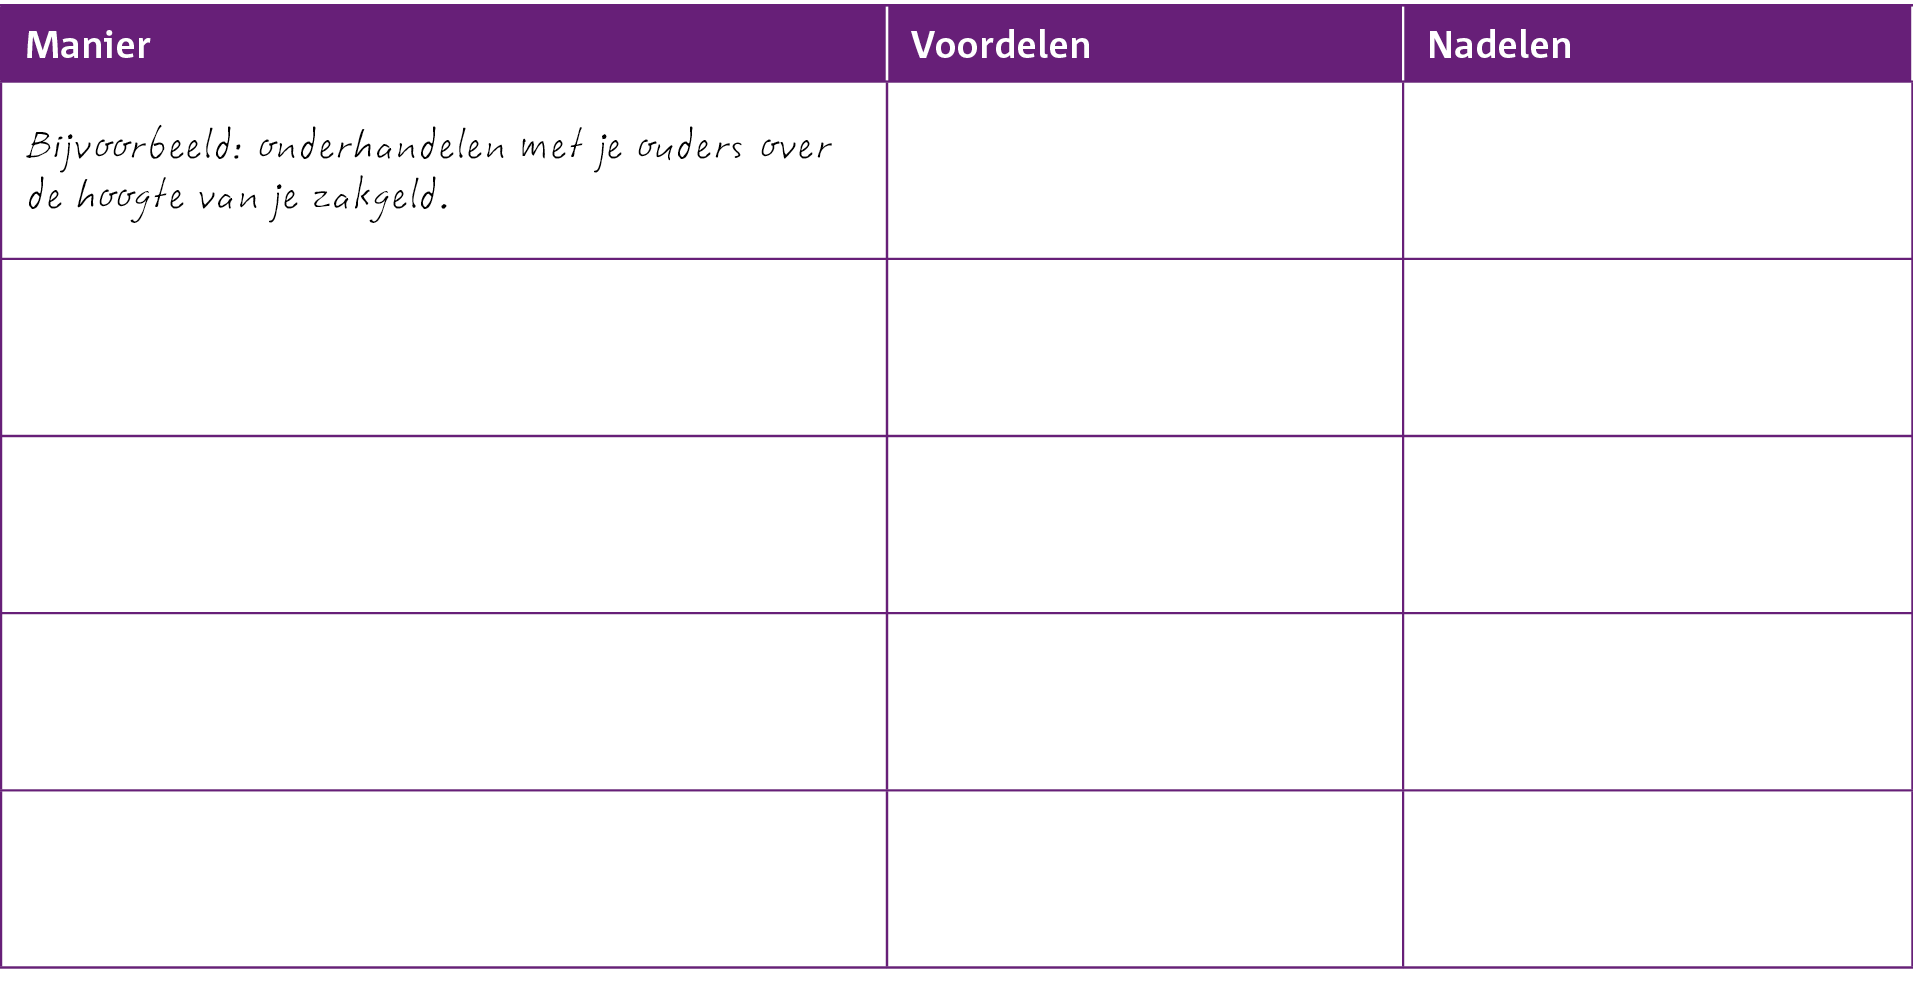 Manier Voordelen Nadelen
Bijvoorbeeld: onderhandelen met je ouders over
de hoogte van je zakgeld.